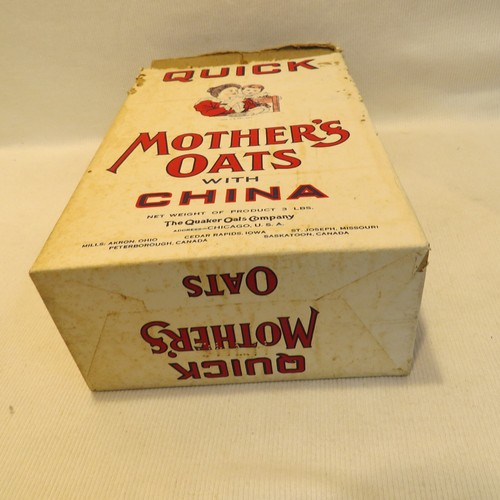 QUICK
MOTHER'S
OATS
WITH
CHINA
NET WEIGHT OF PRODUCT 3 LBS.
The Quaker Oats Company
ADDRESS—CHICAGO, U. S. A.
MILLS: AKRON, OHIO CEDAR RAPIDS, IOWA ST. JOSEPH, MISSOURI
PETERBOROUGH, CANADA SASKATOON, CANADA
QUICK
MOTHER'S
OATS